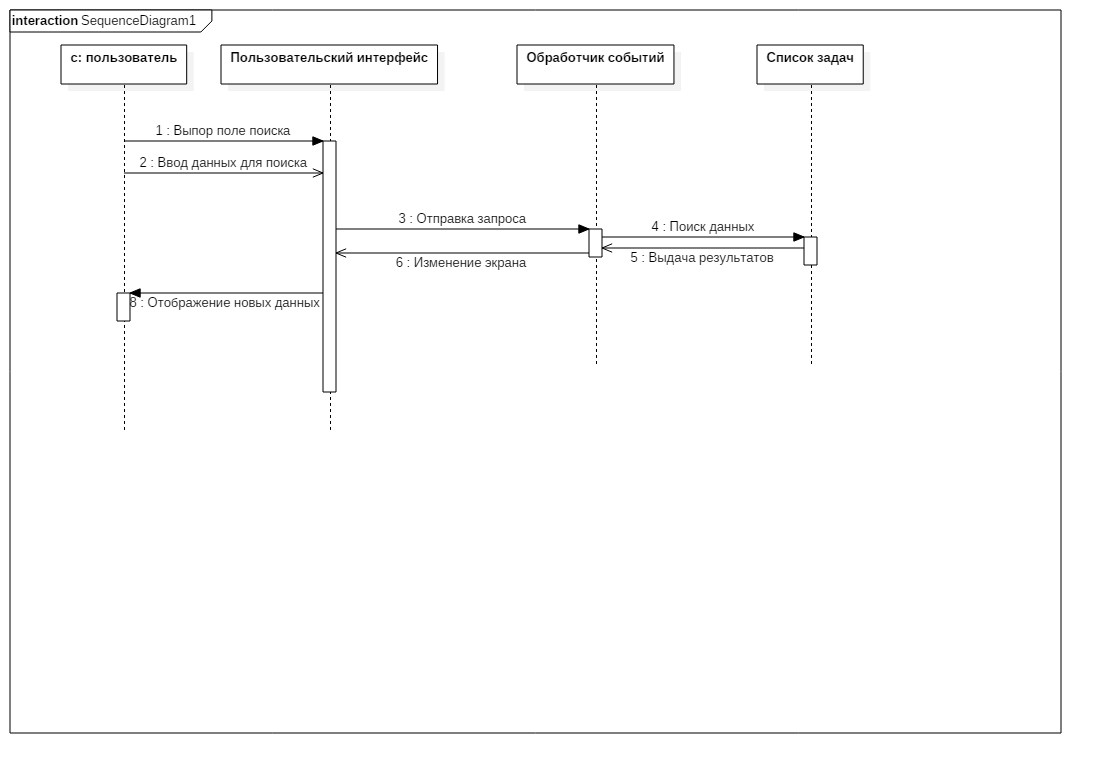 interaction SequenceDiagram1
с: пользователь
Пользовательский интерфейс
Обработчик событий
Список задач
1 : Выпор поле поиска
2 : Ввод данных для поиска
3 : Отправка запроса
4 : Поиск данных
5 : Выдача результатов
6 : Изменение экрана
8 : Отображение новых данных